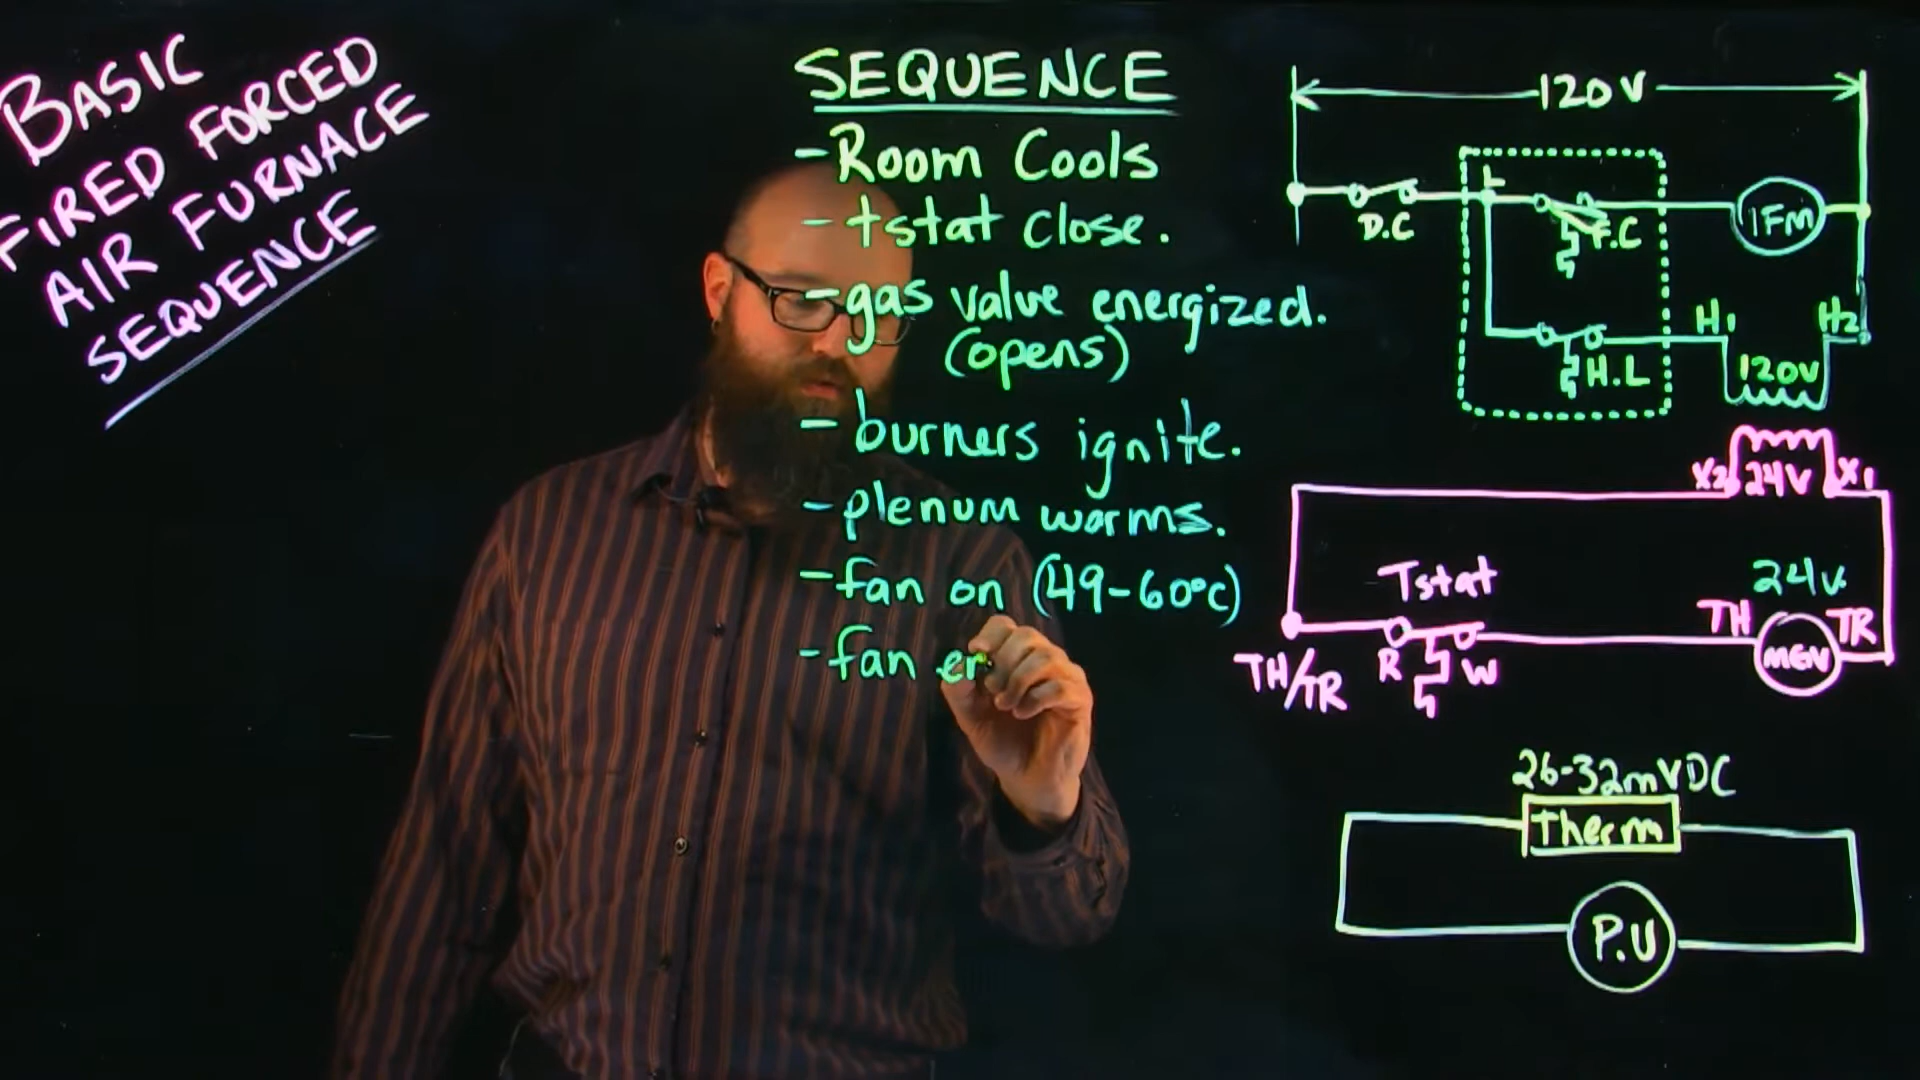 BASIC
FIRED FORCED
AIR FURNACE
SEQUENCE
SEQUENCE
- Room Cools
- tstat close.
- gas valve energized.
(opens)
- burners ignite.
- plenum warms.
- fan on (49-60°c)
- fan er
120V
L
D.C
F.C
IFM
H1
H2
H.L
120V
X2
24V
X1
Tstat
24v
TH
TR
TH/TR
R
W
MGV
26-32mVDC
Therm
P.U